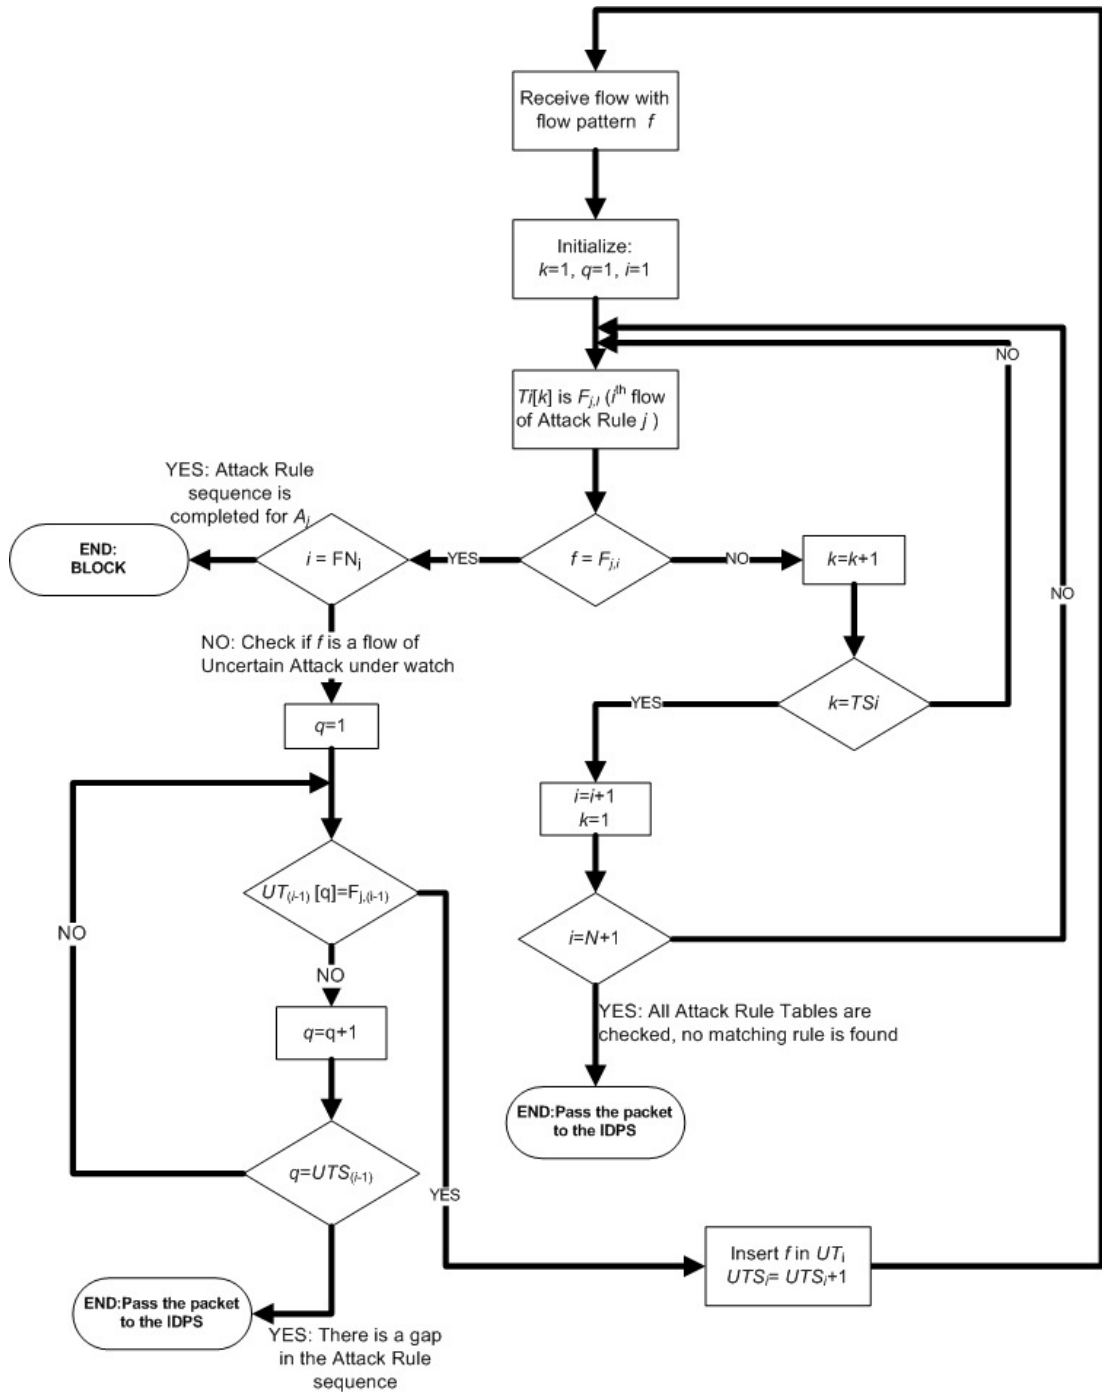 Receive flow with
flow pattern f
Initialize:
k=1, q=1, i=1
NO
Ti[k] is Fj,i (ith flow
of Attack Rule j )
YES: Attack Rule
sequence is
completed for Aj
END:
BLOCK
i = FNj
YES
f = Fj,i
NO
k=k+1
NO
NO: Check if f is a flow of
Uncertain Attack under watch
k=TSi
YES
q=1
i=i+1
k=1
UT(i-1) [q]=Fj,(i-1)
i=N+1
NO
NO
YES: All Attack Rule Tables are
checked, no matching rule is found
q=q+1
END:Pass the packet
to the IDPS
q=UTS(i-1)
YES
Insert f in UTi
UTSi= UTSi+1
END:Pass the packet
to the IDPS
YES: There is a gap
in the Attack Rule
sequence